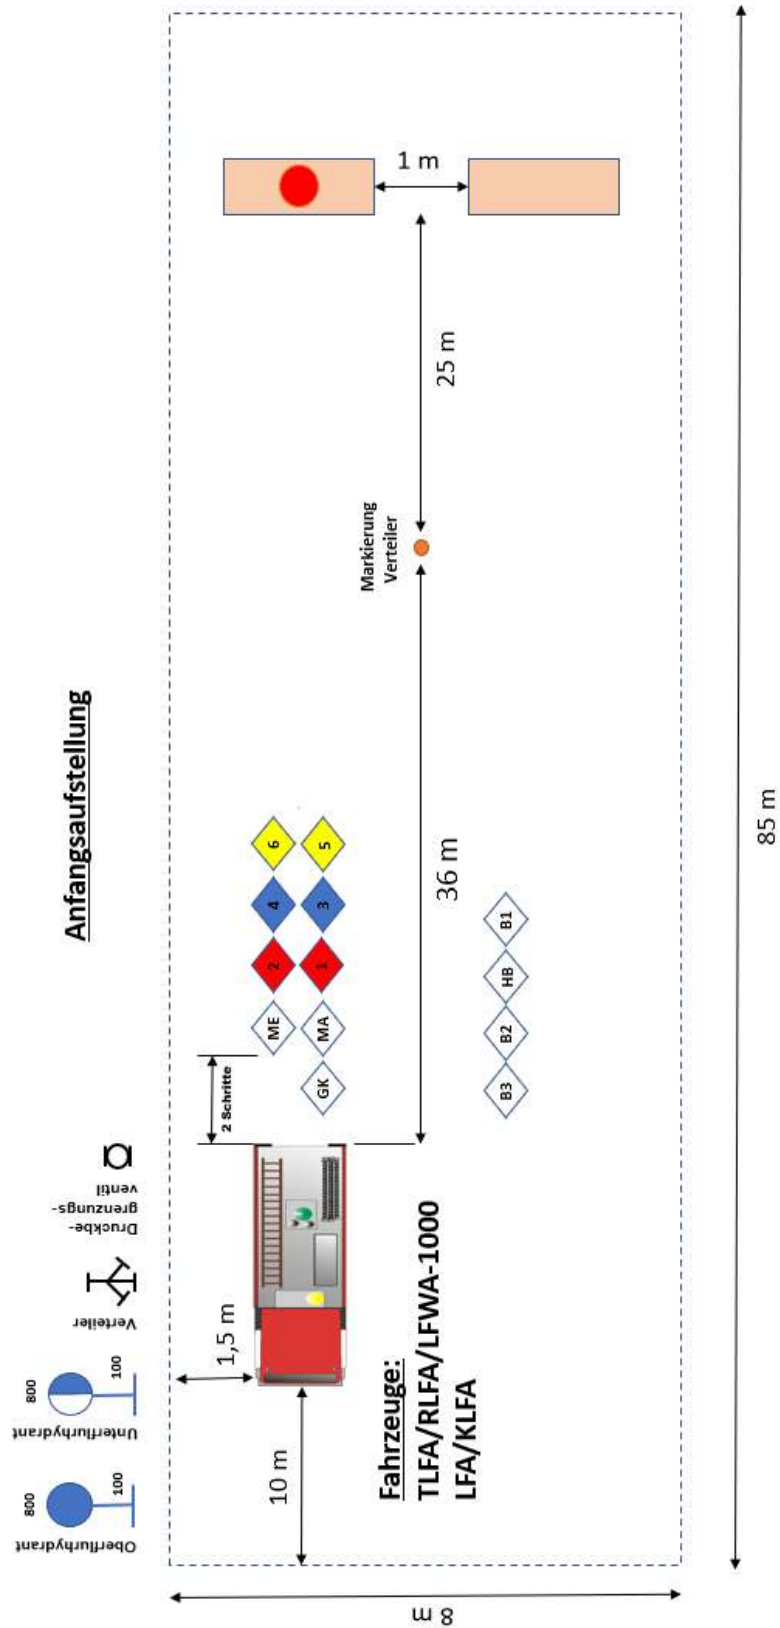 Anfangsaufstellung
Oberflurhydrant
800
100
Unterflurhydrant
800
100
Verteiler
Druckbe-
grenzungs-
ventil
10 m
1,5 m
2 Schritte
ME
2
4
6
GK
MA
1
3
5
B3
B2
HB
B1
Markierung
Verteiler
36 m
25 m
1 m
Fahrzeuge:
TLFA/RLFA/LFWA-1000
LFA/KLFA
8 m
85 m